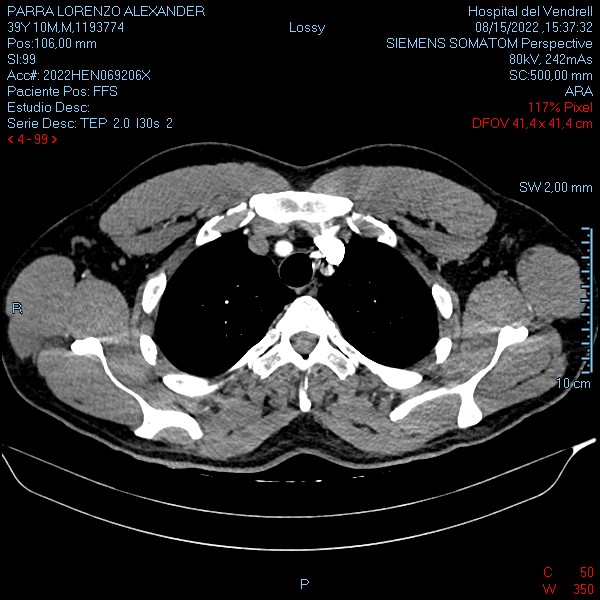 PARRA LORENZO ALEXANDER
39Y 10M,M,1193774
Pos:106,00 mm
SI:99
Acc#: 2022HEN069206X
Paciente Pos: FFS
Estudio Desc:
Serie Desc: TEP 2.0 I30s 2
< 4 - 99 >
Lossy
Hospital del Vendrell
08/15/2022 ,15:37:32
SIEMENS SOMATOM Perspective
80kV, 242mAs
SC:500,00 mm
ARA
117% Pixel
DFOV 41,4 x 41,4 cm
SW 2,00 mm
R
10 cm
P
C 50
W 350